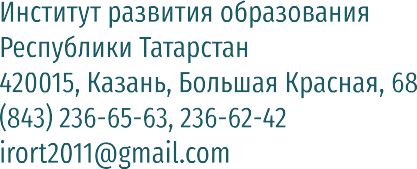 Институт развития образования
Республики Татарстан
420015, Казань, Большая Красная, 68
(843) 236-65-63, 236-62-42
irort2011@gmail.com